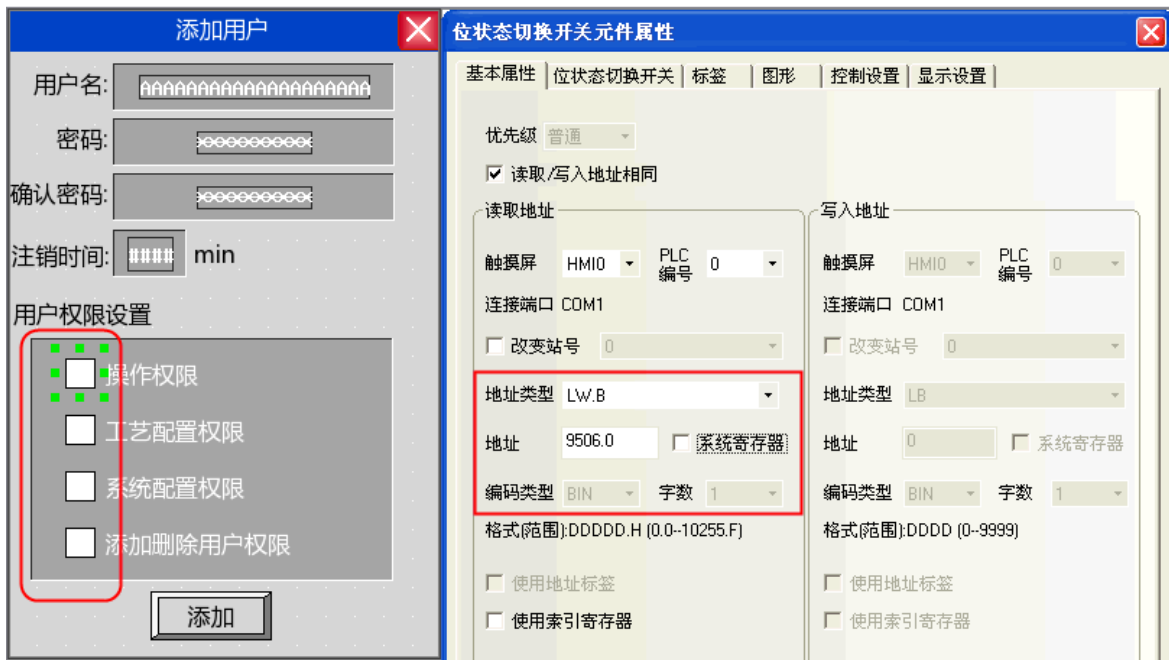 添加用户
用户名: AAAAAAAAAAAAAAAAAAAA
密码: **********
确认密码: **********
注销时间: #### min
用户权限设置
操作权限
工艺配置权限
系统配置权限
添加删除用户权限
添加
位状态切换开关元件属性
基本属性 位状态切换开关 标签 图形 控制设置 显示设置
优先级 普通
读取/写入地址相同
读取地址
触摸屏 HMI0 PLC编号 0
连接端口 COM1
改变站号 0
地址类型 LW.B
地址 9506.0 系统寄存器
编码类型 BIN 字数 1
格式(范围):DDDDD.H (0.0--10255.F)
使用地址标签
使用索引寄存器
写入地址
触摸屏 HMI0 PLC编号 0
连接端口 COM1
改变站号 0
地址类型 LB
地址 0 系统寄存器
编码类型 BIN 字数 1
格式(范围):DDDD (0--9999)
使用地址标签
使用索引寄存器